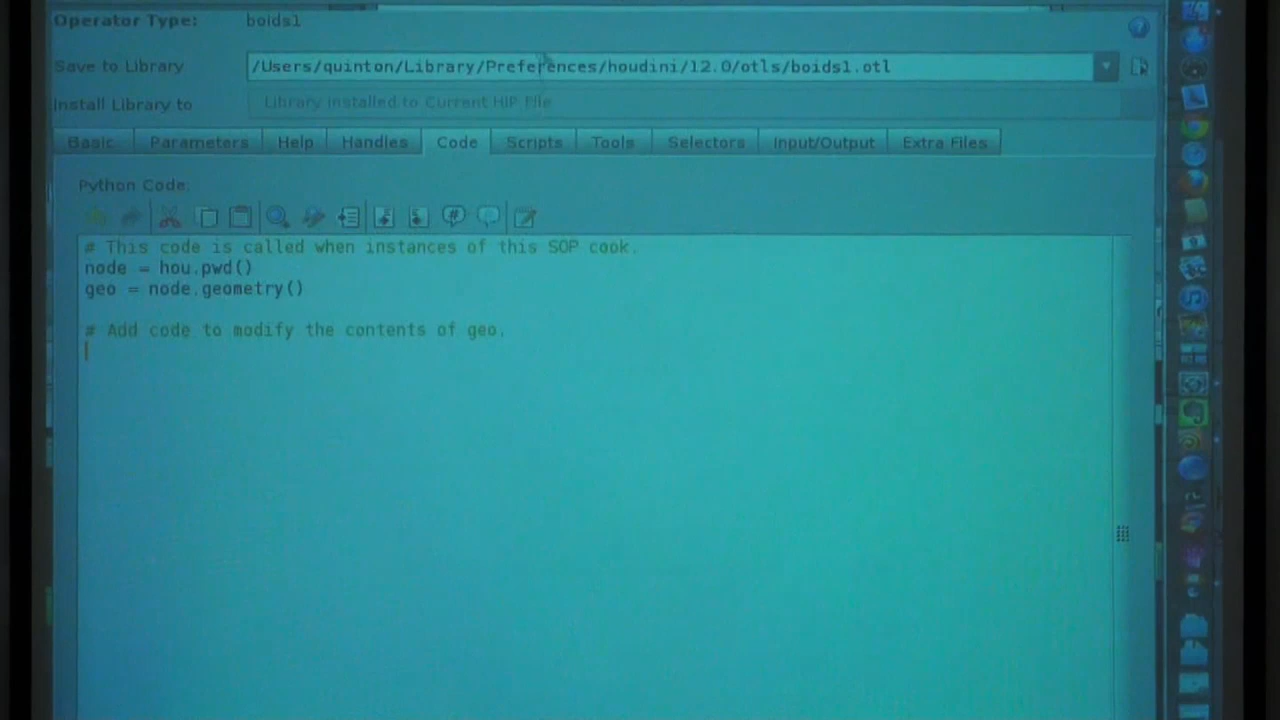 Operator Type: boids1
Save to Library /Users/quinton/Library/Preferences/houdini/12.0/otls/boids1.otl
Install Library to Library installed to Current HIP File
Basic Parameters Help Handles Code Scripts Tools Selectors Input/Output Extra Files
Python Code:
# This code is called when instances of this SOP cook.
node = hou.pwd()
geo = node.geometry()
# Add code to modify the contents of geo.